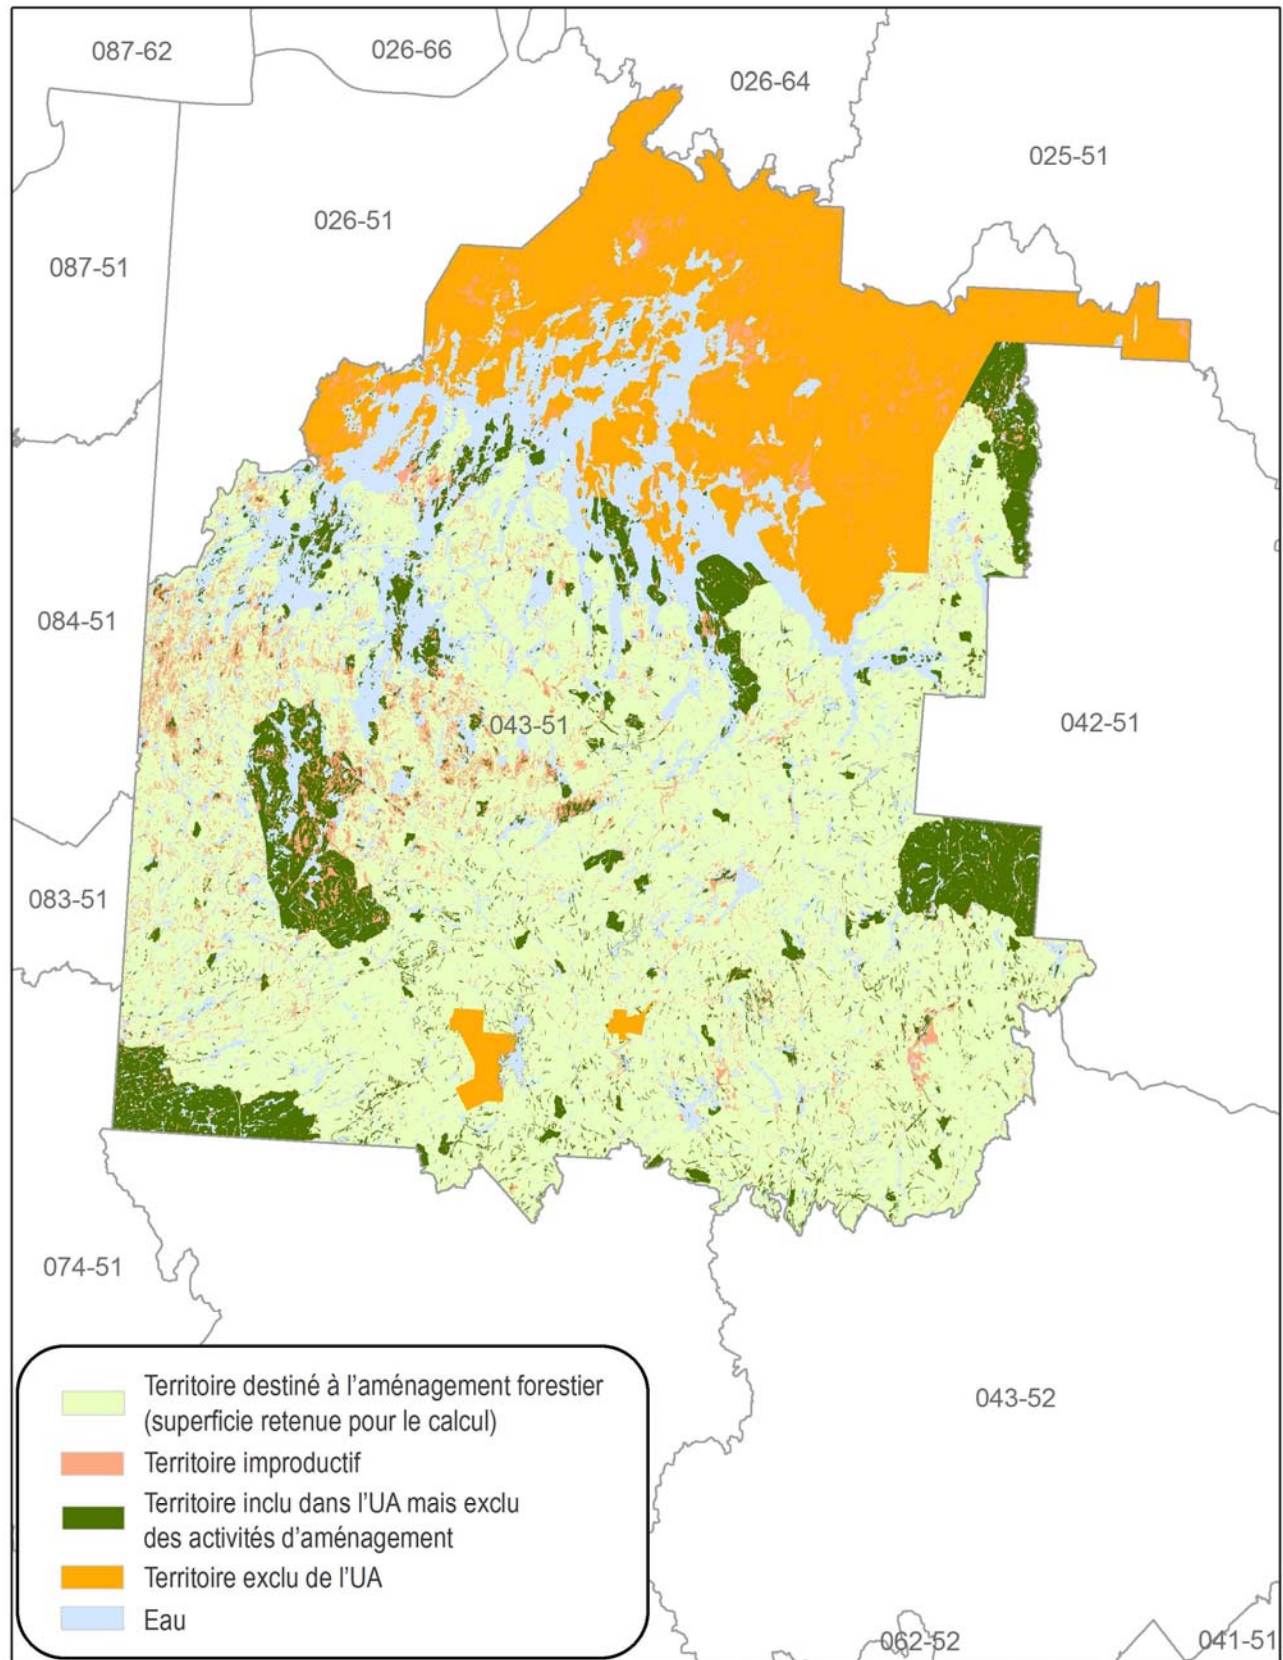 087-62
026-66
026-64
025-51
026-51
087-51
084-51
043-51
042-51
083-51
074-51
043-52
Territoire destiné à l'aménagement forestier
(superficie retenue pour le calcul)
Territoire improductif
Territoire inclu dans l'UA mais exclu
des activités d'aménagement
Territoire exclu de l'UA
Eau
062-52
041-51